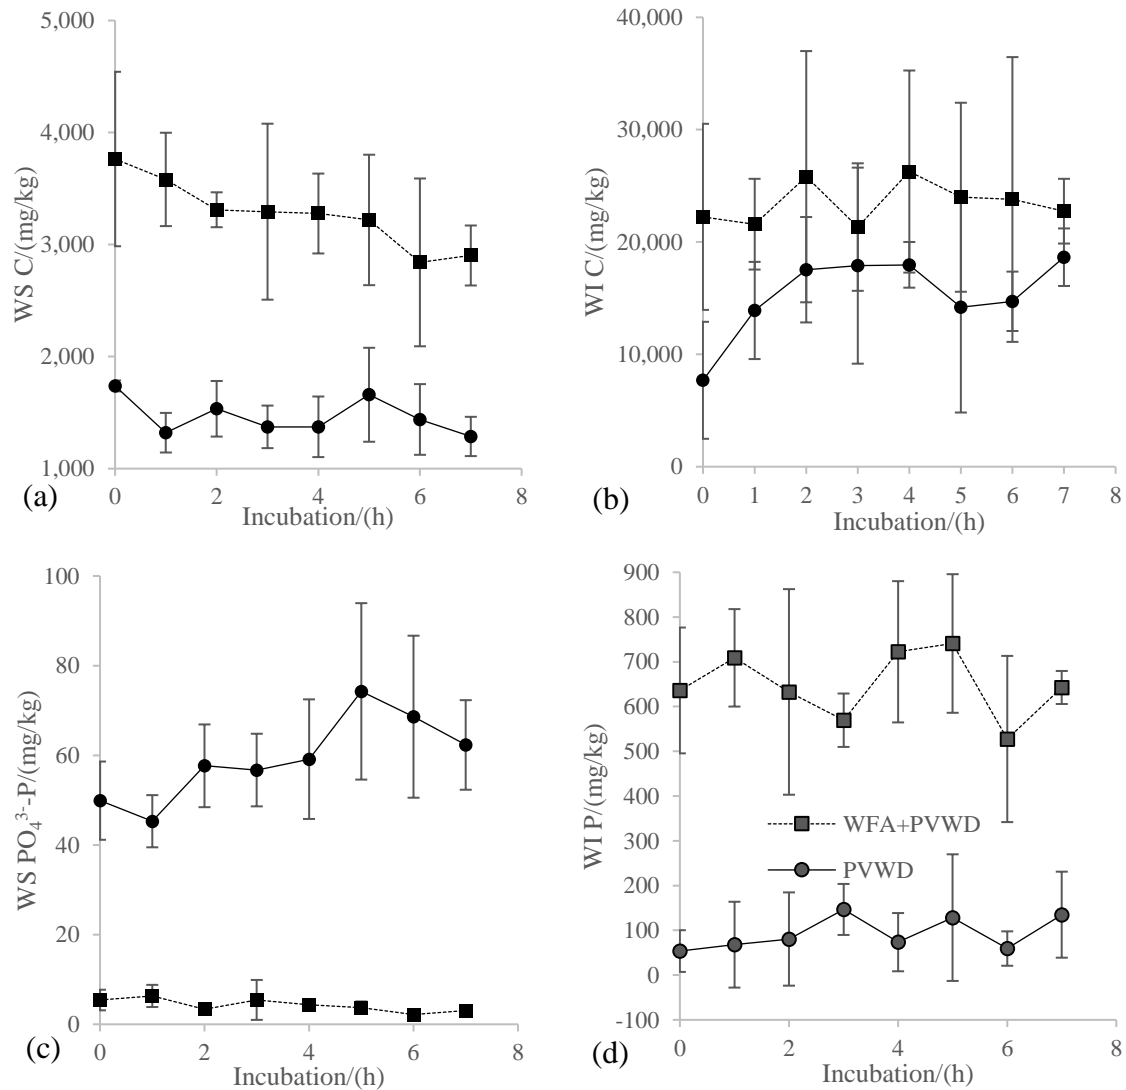 5,000
4,000
3,000
2,000
1,000
WS C/(mg/kg)
0 2 4 6 8
Incubation/(h)
(a)
40,000
30,000
20,000
10,000
0
WI C/(mg/kg)
0 1 2 3 4 5 6 7 8
Incubation/(h)
(b)
100
80
60
40
20
0
WS PO₄³⁻-P/(mg/kg)
0 2 4 6 8
Incubation/(h)
(c)
900
800
700
600
500
400
300
200
100
0
-100
WI P/(mg/kg)
WFA+PVWD
PVWD
0 2 4 6 8
Incubation/(h)
(d)